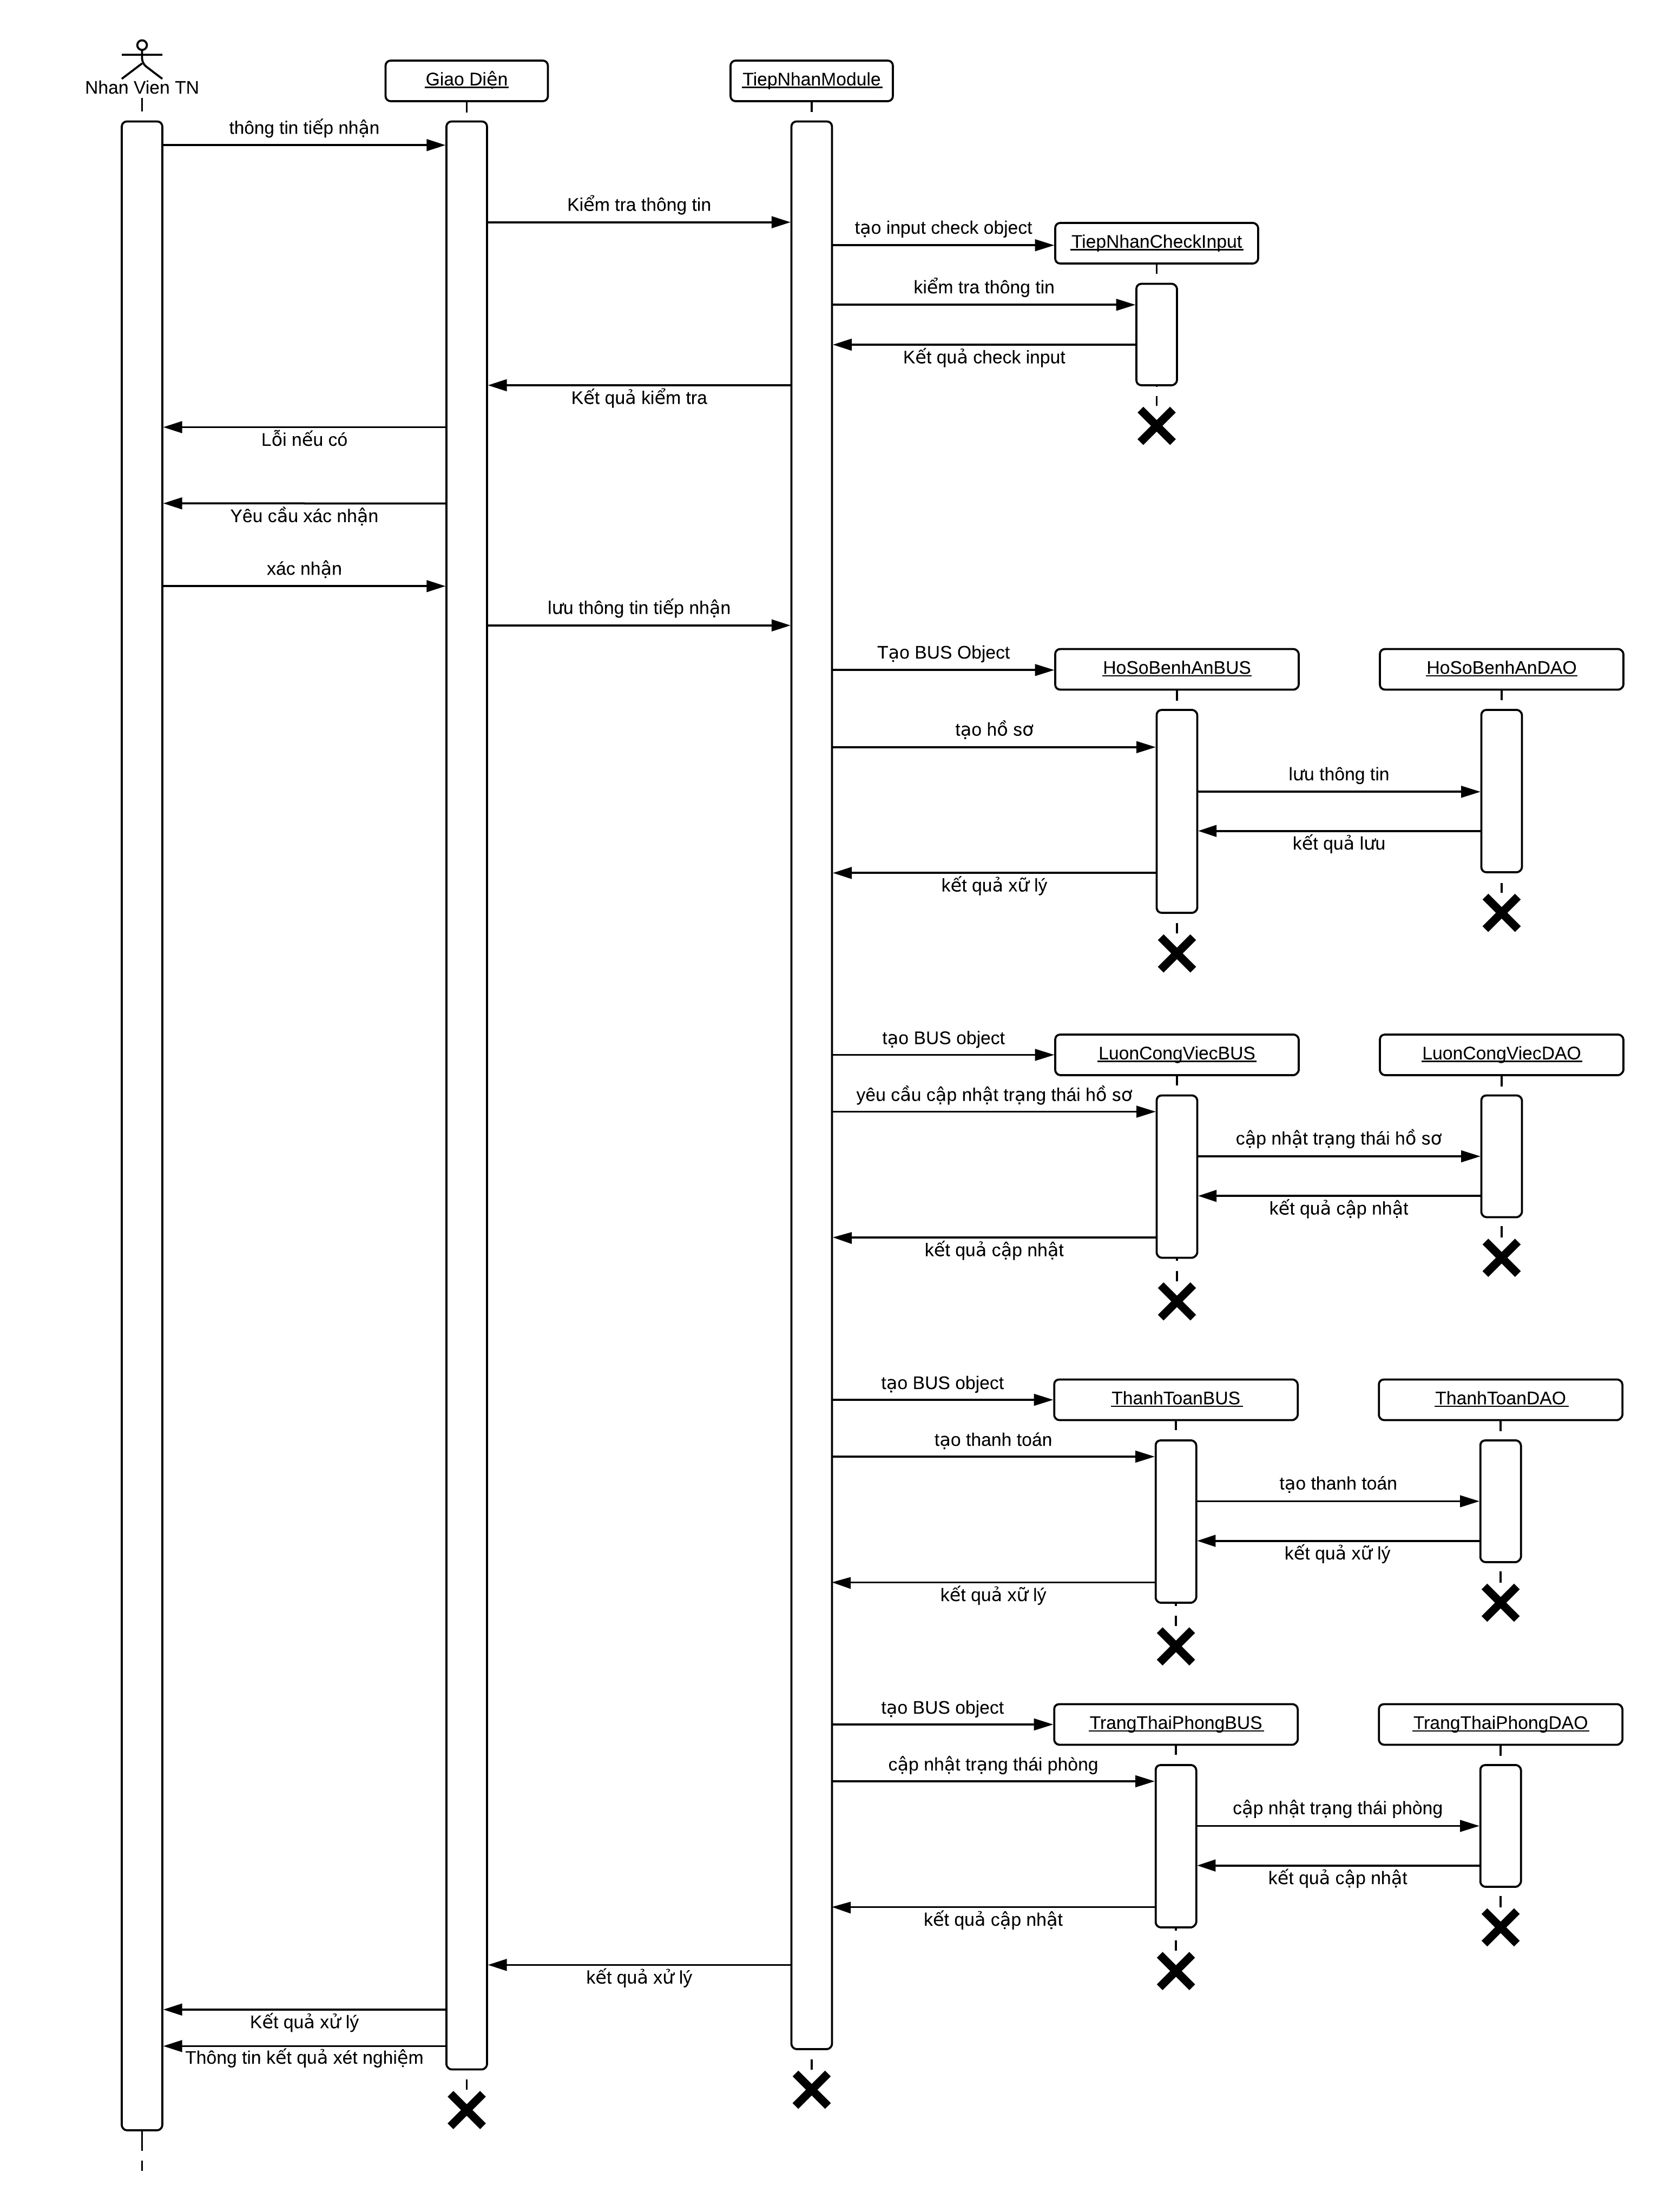 Nhan Vien TN
Giao Diện
TiepNhanModule
thông tin tiếp nhận
Kiểm tra thông tin
tạo input check object
TiepNhanCheckInput
kiểm tra thông tin
Kết quả check input
Kết quả kiểm tra
Lỗi nếu có
Yêu cầu xác nhận
xác nhận
lưu thông tin tiếp nhận
Tạo BUS Object
HoSoBenhAnBUS
HoSoBenhAnDAO
tạo hồ sơ
lưu thông tin
kết quả lưu
kết quả xữ lý
tạo BUS object
LuonCongViecBUS
LuonCongViecDAO
yêu cầu cập nhật trạng thái hồ sơ
cập nhật trạng thái hồ sơ
kết quả cập nhật
kết quả cập nhật
tạo BUS object
ThanhToanBUS
ThanhToanDAO
tạo thanh toán
tạo thanh toán
kết quả xữ lý
kết quả xữ lý
tạo BUS object
TrangThaiPhongBUS
TrangThaiPhongDAO
cập nhật trạng thái phòng
cập nhật trạng thái phòng
kết quả cập nhật
kết quả cập nhật
kết quả xử lý
Kết quả xử lý
Thông tin kết quả xét nghiệm